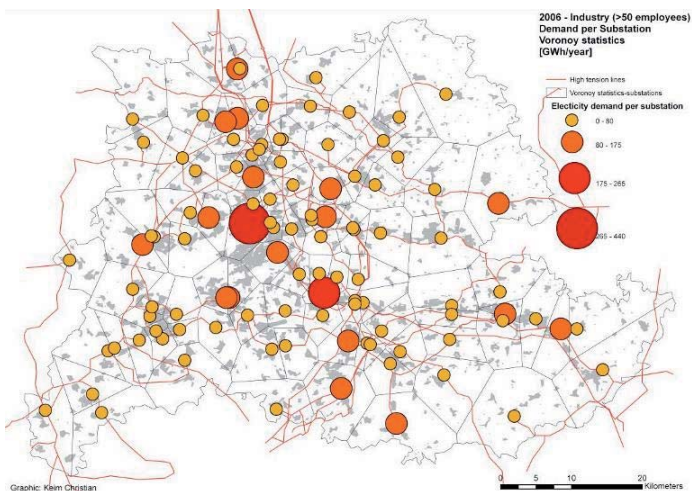 2006 - Industry (>50 employees)
Demand per Substation
Voronoy statistics
[GWh/year]
High tension lines
Voronoy statistics-substations
Electicity demand per substation
0 - 80
80 - 175
175 - 265
265 - 440
0 5 10 20
Kilometers
Graphic: Keim Christian